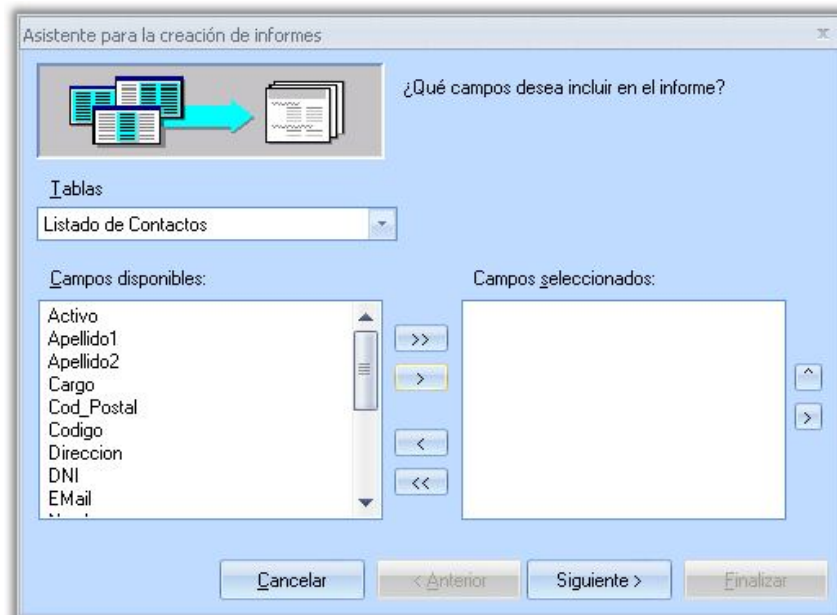 Asistente para la creación de informes
x
¿Qué campos desea incluir en el informe?
Tablas
Listado de Contactos
Campos disponibles:
Campos seleccionados:
Activo
Apellido1
Apellido2
Cargo
Cod_Postal
Codigo
Direccion
DNI
EMail
>>
>
<
<<
^
>
Cancelar
< Anterior
Siguiente >
Finalizar